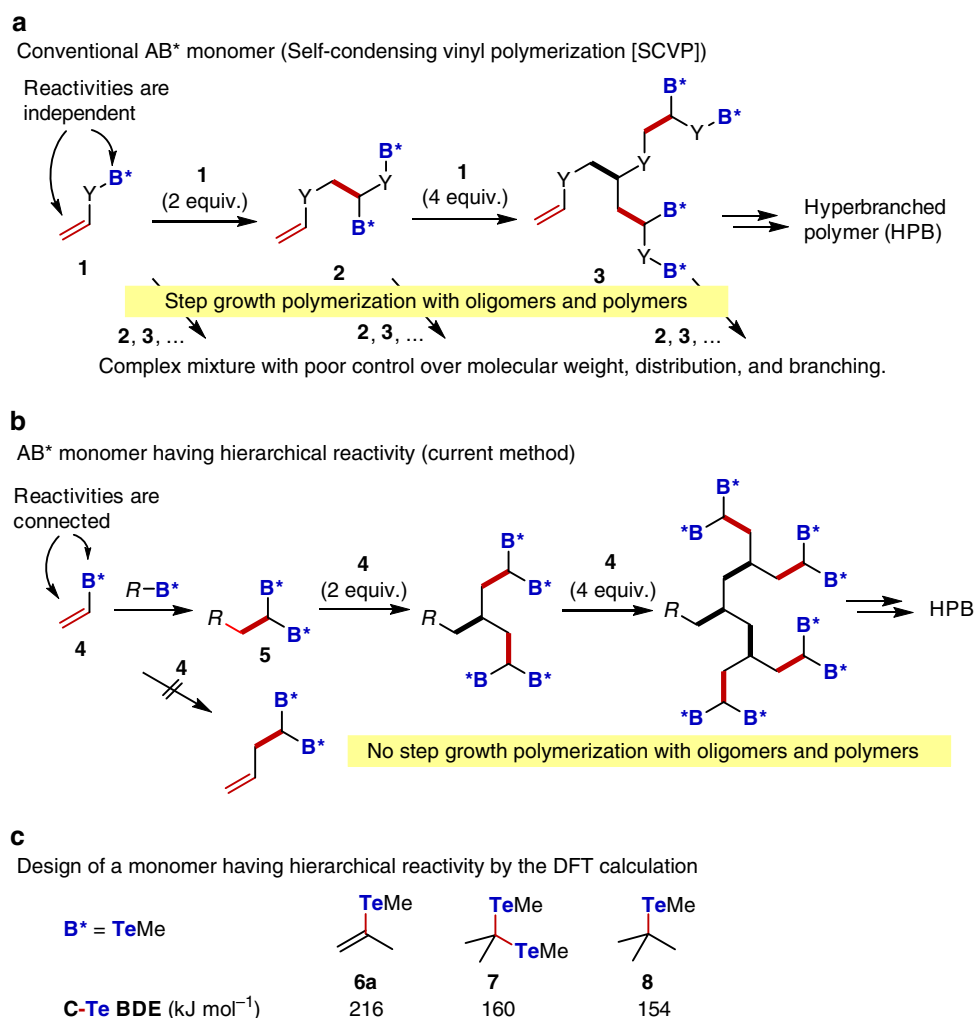 a
Conventional AB* monomer (Self-condensing vinyl polymerization [SCVP])
Reactivities are
independent
B*
Y
1
1
(2 equiv.)
B*
Y
Y
B*
2
1
(4 equiv.)
B*
B*
Y
Y
Y
B*
Y
B*
3
Hyperbranched
polymer (HPB)
Step growth polymerization with oligomers and polymers
2, 3, ...
2, 3, ...
2, 3, ...
Complex mixture with poor control over molecular weight, distribution, and branching.
b
AB* monomer having hierarchical reactivity (current method)
Reactivities are
connected
B*
4
R–B*
B*
R
B*
5
4
(2 equiv.)
B*
B*
R
*B
B*
4
(4 equiv.)
B*
*B
B*
B*
R
B*
B*
*B
B*
HPB
4
B*
B*
No step growth polymerization with oligomers and polymers
c
Design of a monomer having hierarchical reactivity by the DFT calculation
B* = TeMe
TeMe
TeMe
TeMe
TeMe
6a
7
8
C-Te BDE (kJ mol−1)
216
160
154